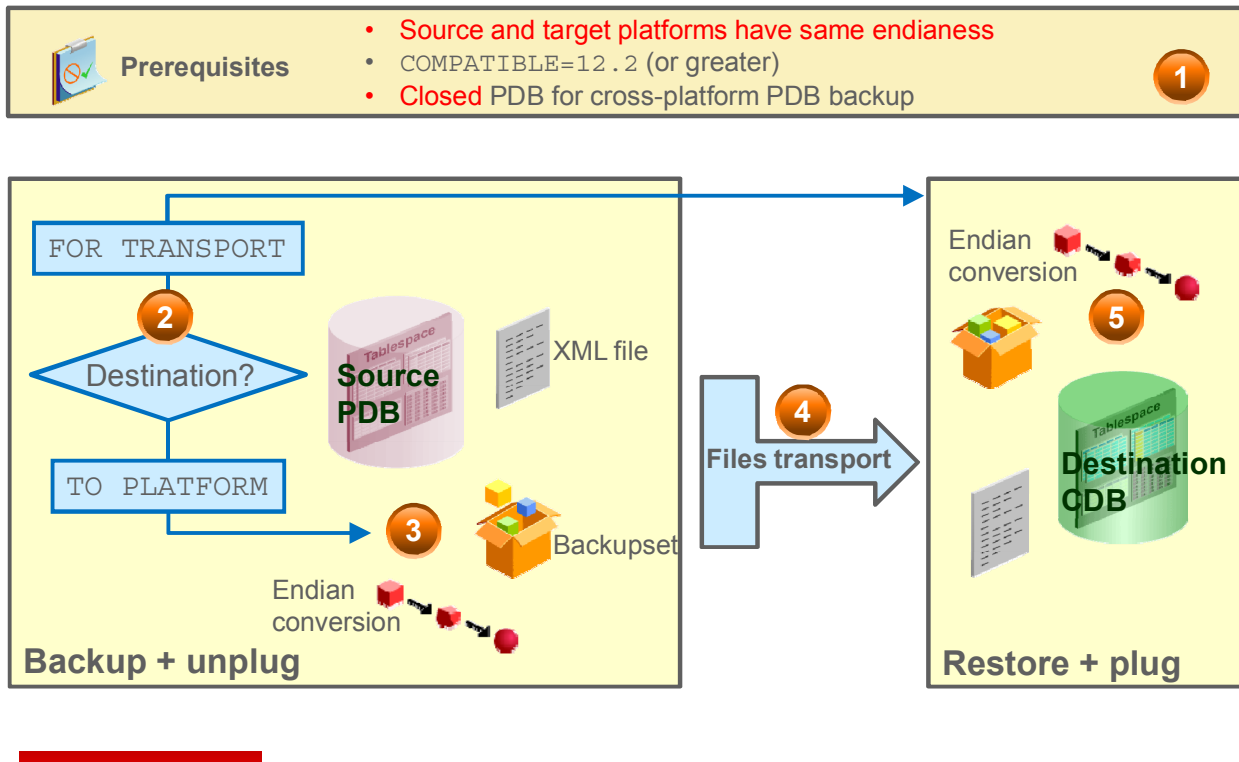 Prerequisites
• Source and target platforms have same endianess
• COMPATIBLE=12.2 (or greater)
• Closed PDB for cross-platform PDB backup
1
FOR TRANSPORT
2
Destination?
TO PLATFORM
Tablespace
Source
PDB
XML file
3
Backupset
Endian
conversion
Backup + unplug
4
Files transport
Endian
conversion
5
Tablespace
Destination
CDB
Restore + plug